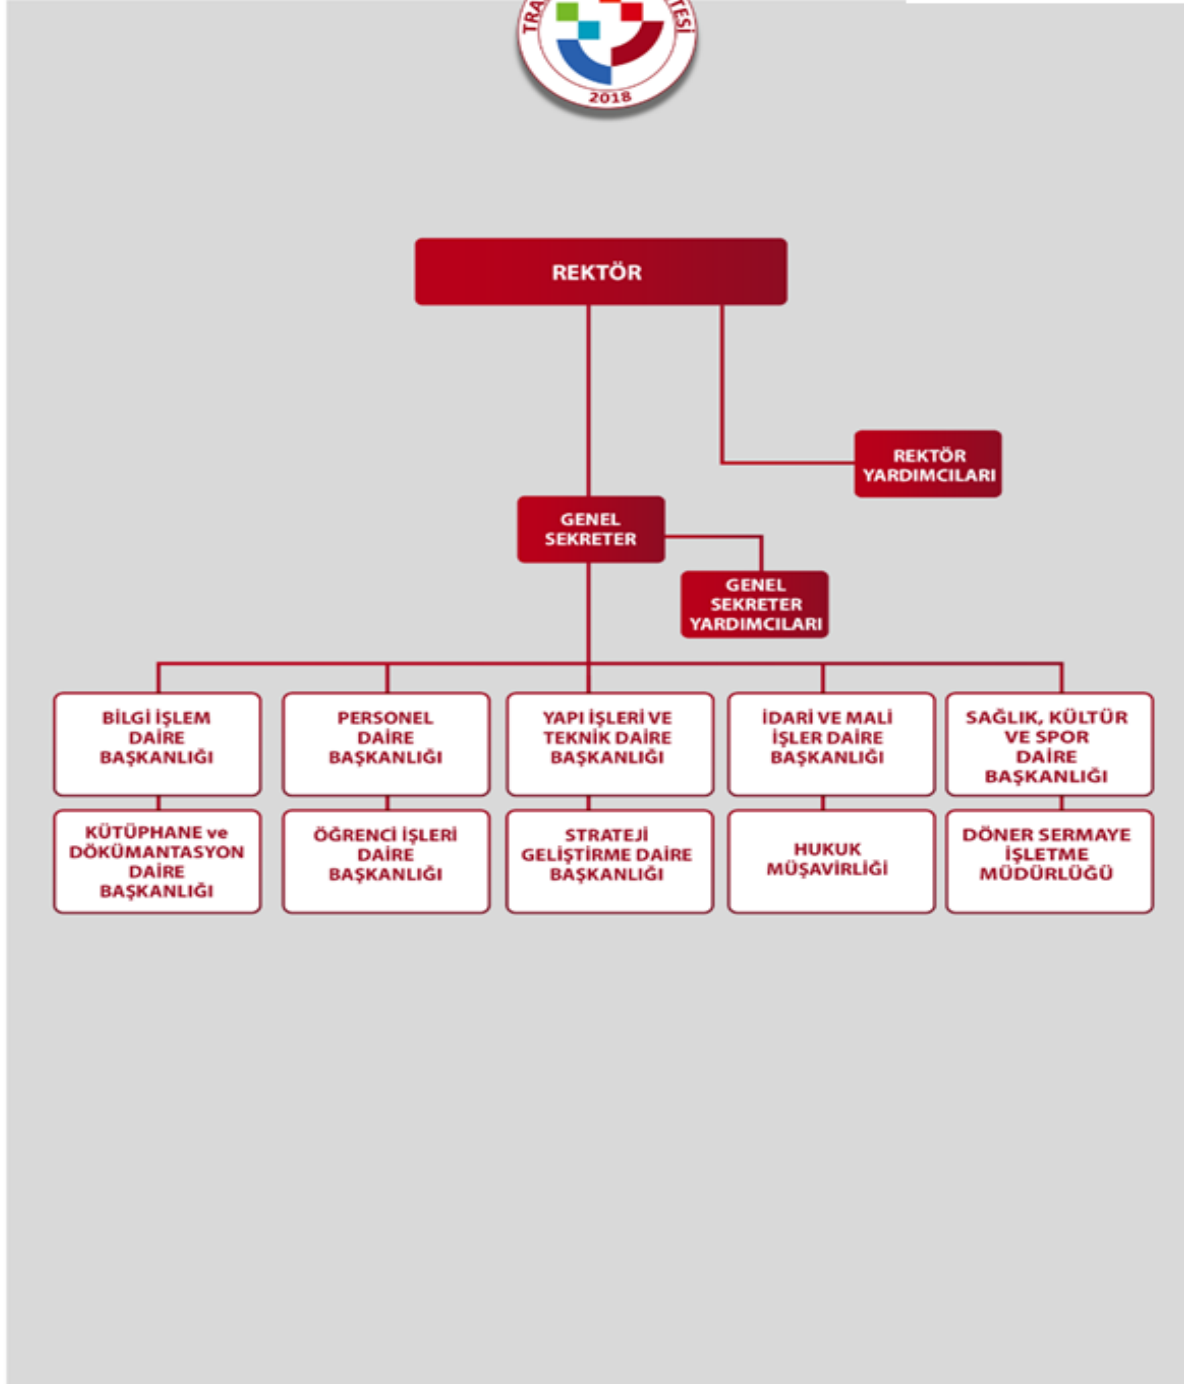 2018
REKTÖR
REKTÖR
YARDIMCILARI
GENEL
SEKRETER
GENEL
SEKRETER
YARDIMCILARI
BİLGİ İŞLEM
DAİRE
BAŞKANLIĞI
PERSONEL
DAİRE
BAŞKANLIĞI
YAPI İŞLERİ VE
TEKNİK DAİRE
BAŞKANLIĞI
İDARİ VE MALİ
İŞLER DAİRE
BAŞKANLIĞI
SAĞLIK, KÜLTÜR
VE SPOR
DAİRE
BAŞKANLIĞI
KÜTÜPHANE ve
DÖKÜMANTASYON
DAİRE
BAŞKANLIĞI
ÖĞRENCİ İŞLERİ
DAİRE
BAŞKANLIĞI
STRATEJİ
GELİŞTİRME DAİRE
BAŞKANLIĞI
HUKUK
MÜŞAVİRLİĞİ
DÖNER SERMAYE
İŞLETME
MÜDÜRLÜĞÜ